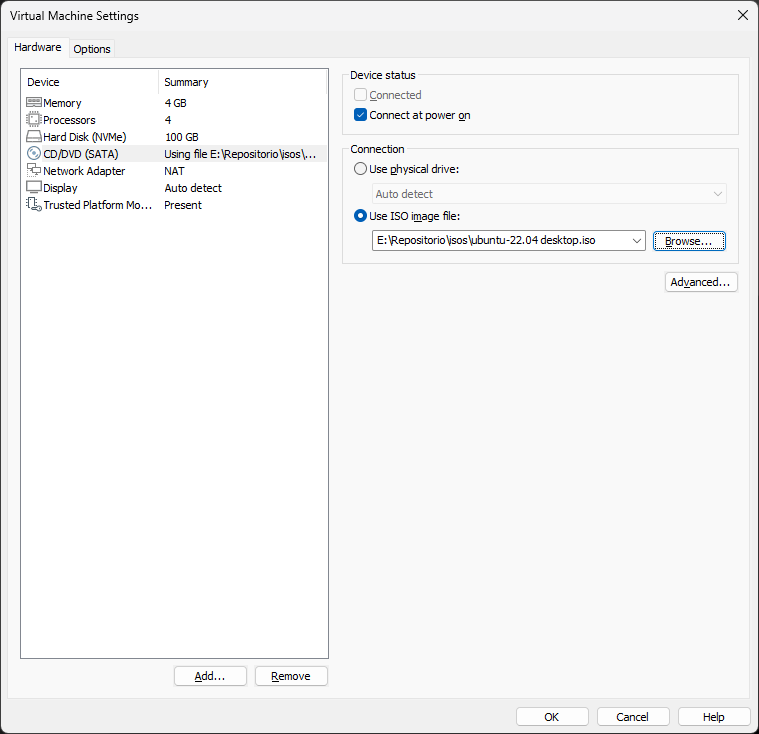 Virtual Machine Settings
Hardware Options
Device Summary
Memory 4 GB
Processors 4
Hard Disk (NVMe) 100 GB
CD/DVD (SATA) Using file E:\Repositorio\isos\...
Network Adapter NAT
Display Auto detect
Trusted Platform Mo... Present
Add... Remove
Device status
Connected
Connect at power on
Connection
Use physical drive:
Auto detect
Use ISO image file:
E:\Repositorio\isos\ubuntu-22.04 desktop.iso Browse...
Advanced...
OK Cancel Help